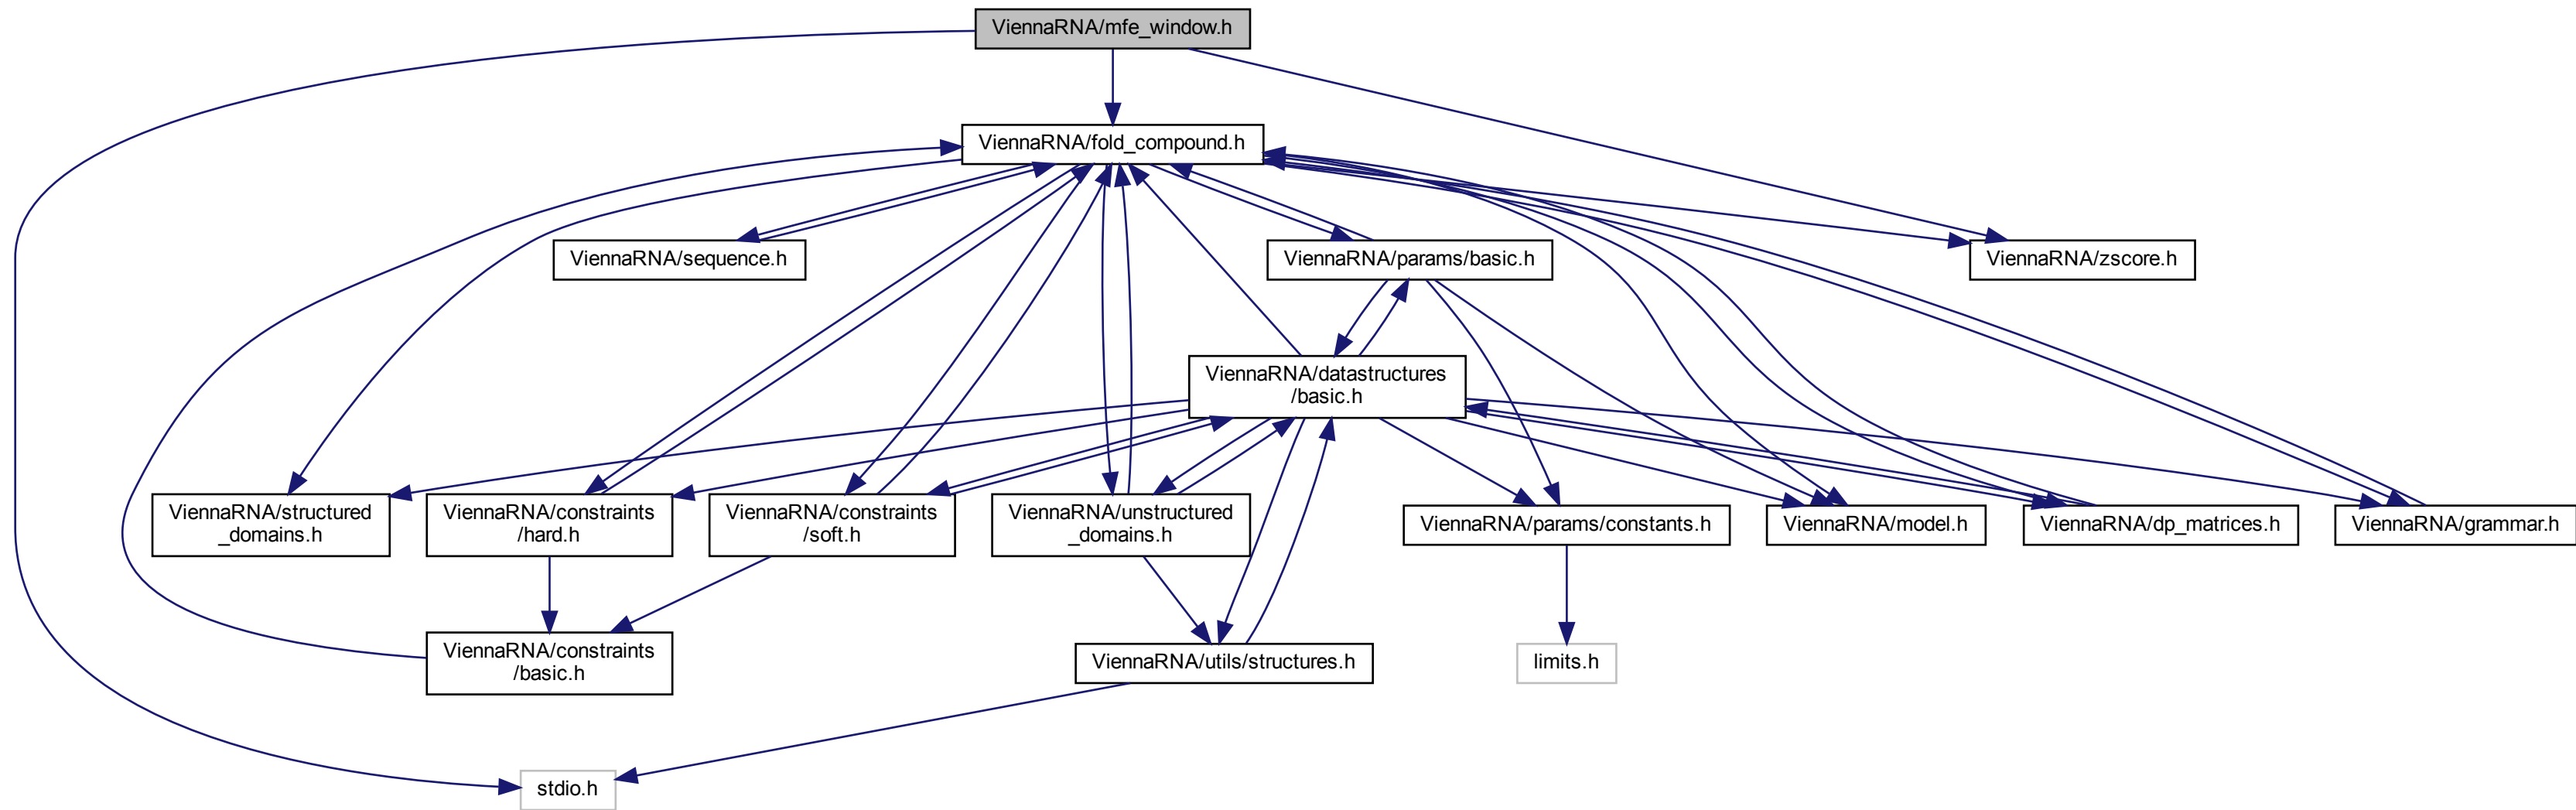 ViennaRNA/mfe_window.h
ViennaRNA/fold_compound.h
ViennaRNA/sequence.h
ViennaRNA/params/basic.h
ViennaRNA/zscore.h
ViennaRNA/datastructures
/basic.h
ViennaRNA/structured
_domains.h
ViennaRNA/constraints
/hard.h
ViennaRNA/constraints
/soft.h
ViennaRNA/unstructured
_domains.h
ViennaRNA/params/constants.h
ViennaRNA/model.h
ViennaRNA/dp_matrices.h
ViennaRNA/grammar.h
ViennaRNA/constraints
/basic.h
ViennaRNA/utils/structures.h
limits.h
stdio.h